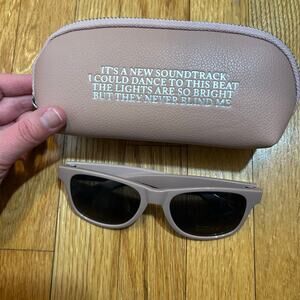 IT'S A NEW SOUNDTRACK
I COULD DANCE TO THIS BEAT
THE LIGHTS ARE SO BRIGHT
BUT THEY NEVER BLIND ME